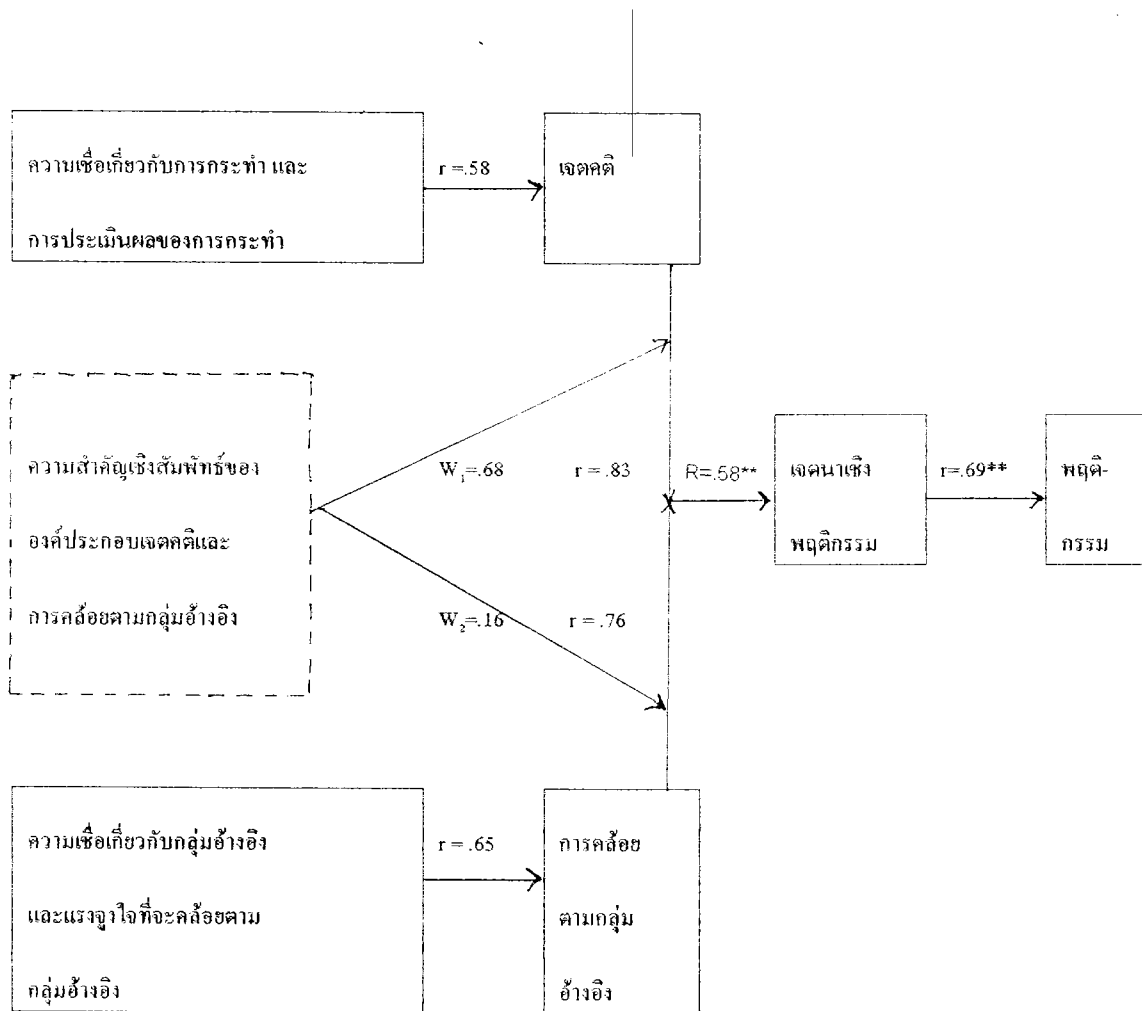 ความเชื่อเกี่ยวกับการกระทำ และ
การประเมินผลของการกระทำ
r =.58
เจตคติ
ความสำคัญเชิงสัมพัทธ์ของ
องค์ประกอบเจตคติและ
การคล้อยตามกลุ่มอ้างอิง
W₁=.68
r = .83
W₂=.16
r = .76
R=.58**
เจตนาเชิง
พฤติกรรม
r=.69**
พฤติ-
กรรม
ความเชื่อเกี่ยวกับกลุ่มอ้างอิง
และแรงจูงใจที่จะคล้อยตาม
กลุ่มอ้างอิง
r = .65
การคล้อย
ตามกลุ่ม
อ้างอิง